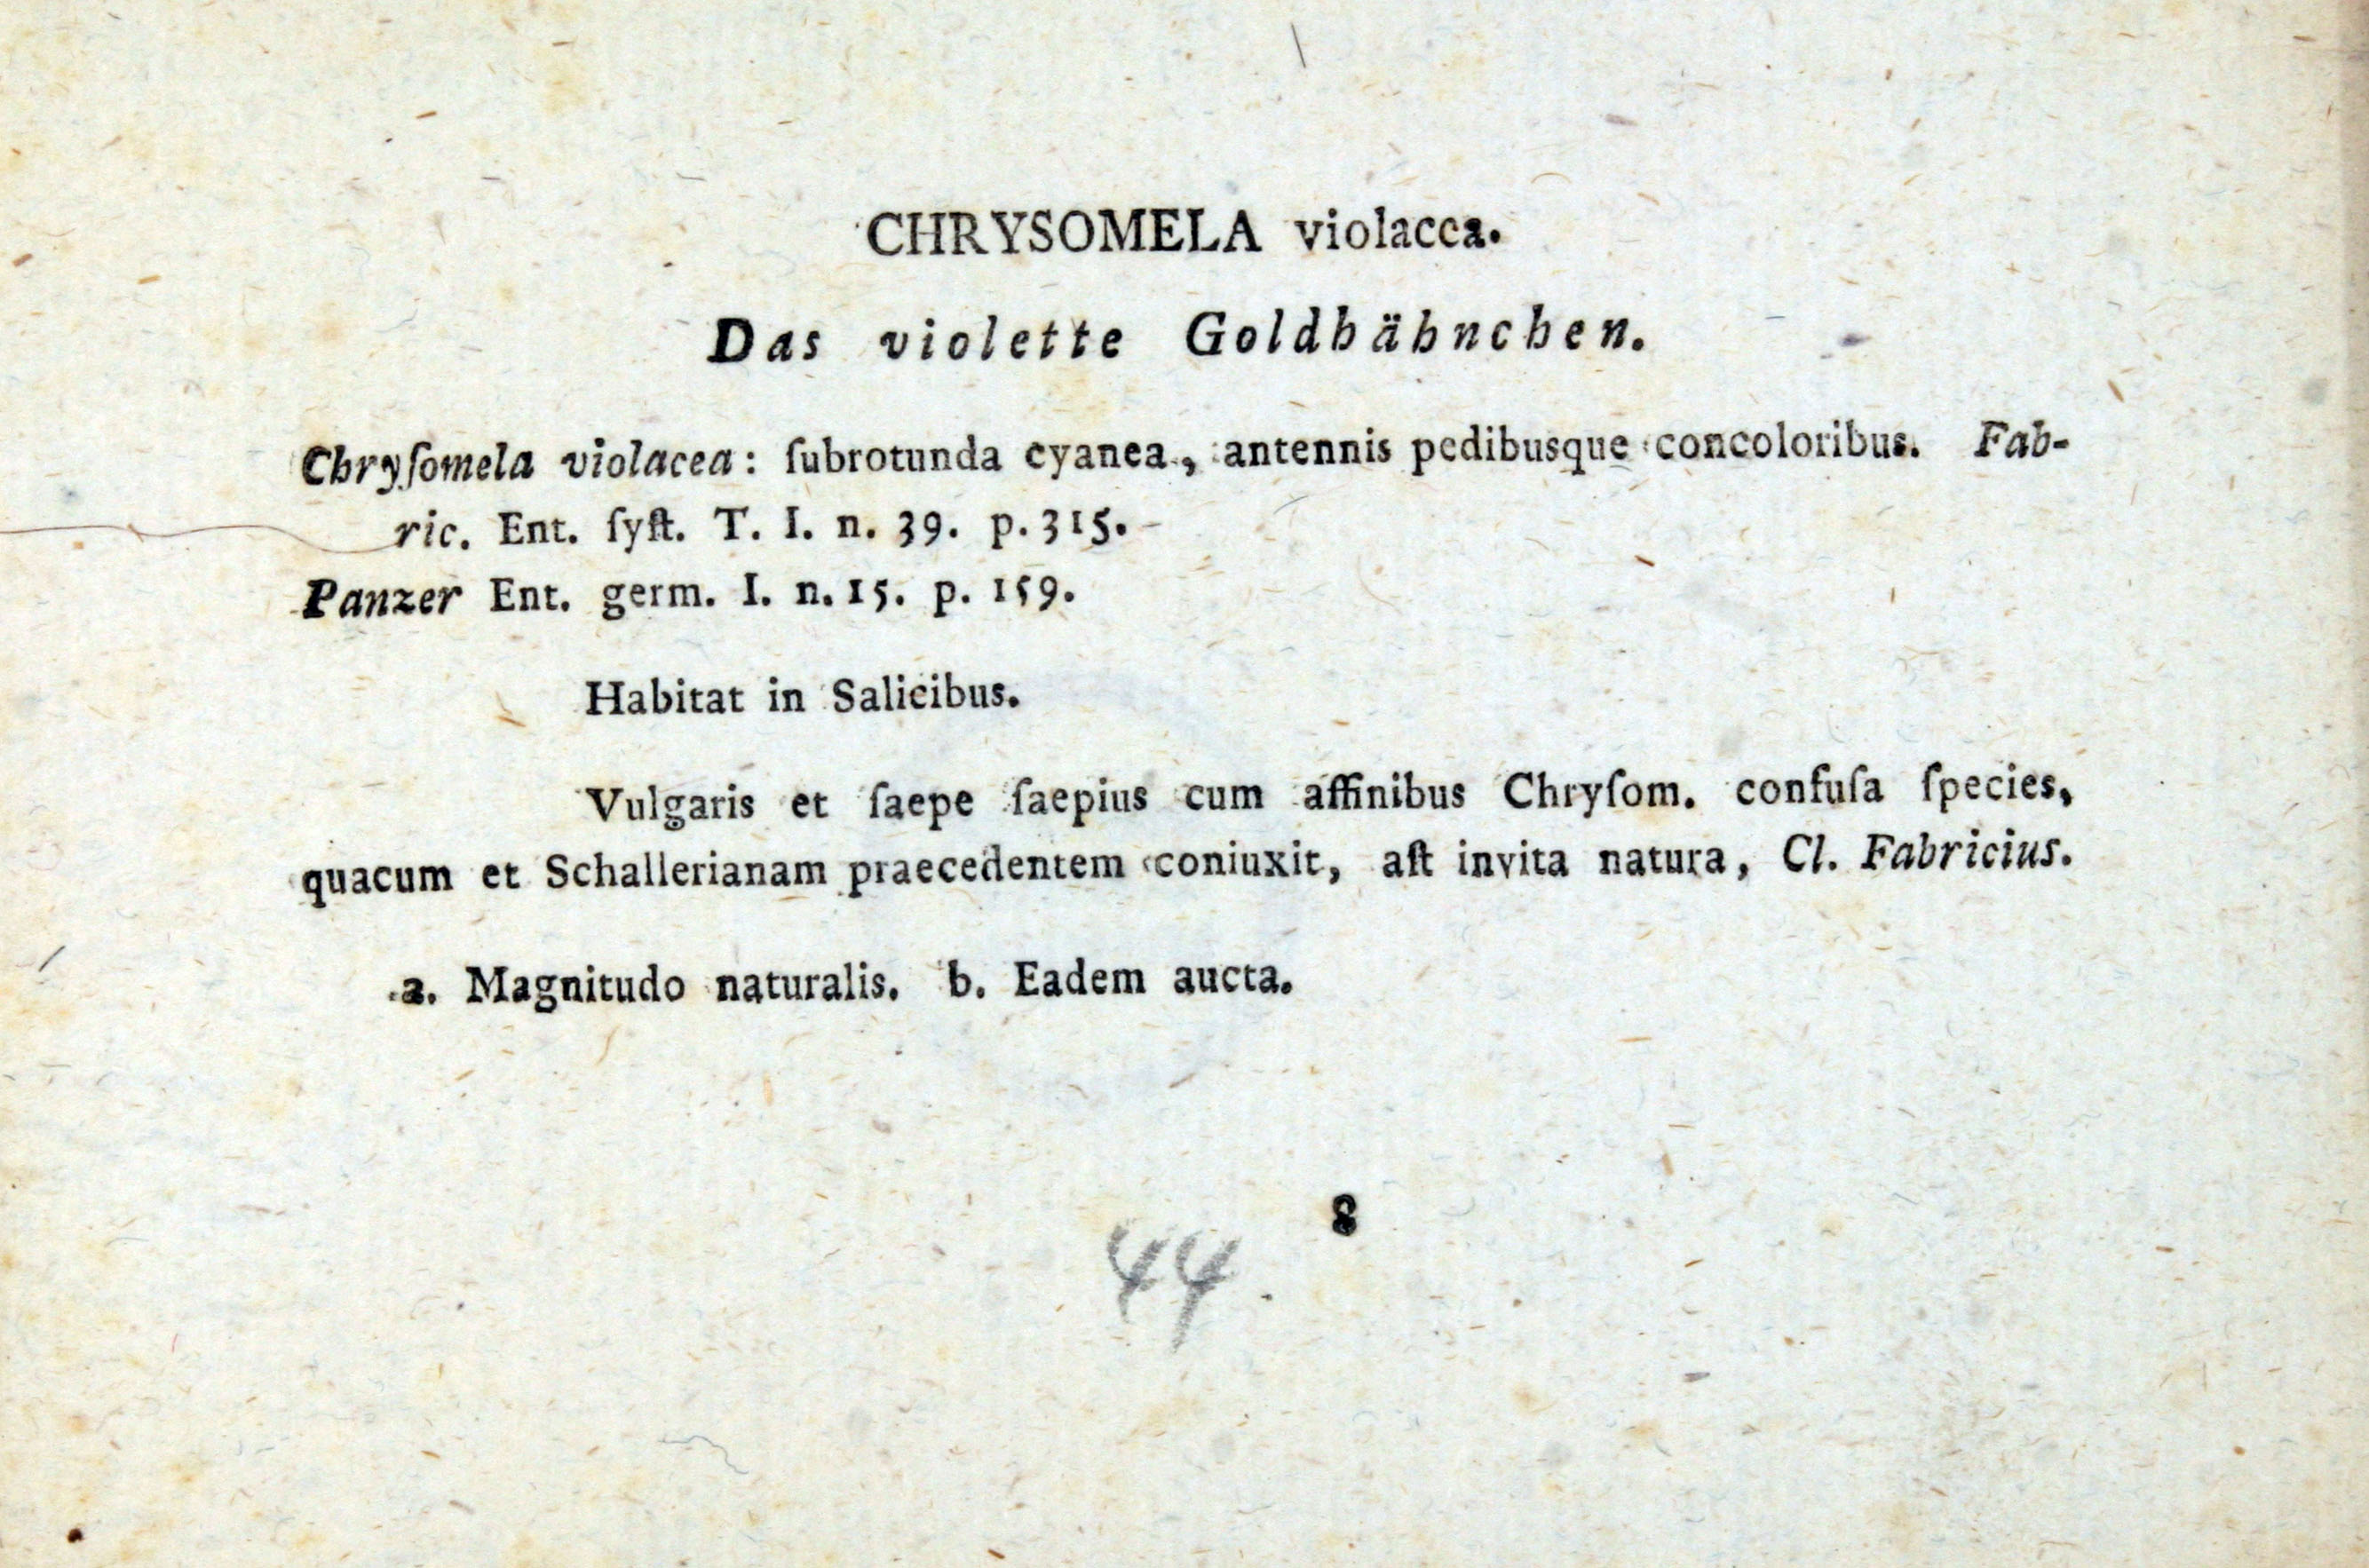 CHRYSOMELA violacea.
Das violette Goldhähnchen.
Chryſomela violacea: ſubrotunda cyanea, antennis pedibusque concoloribus. Fab-
ric. Ent. ſyſt. T. I. n. 39. p. 315.
Panzer Ent. germ. I. n. 15. p. 159.
Habitat in Salicibus.
Vulgaris et ſaepe ſaepius cum affinibus Chryſom. confuſa ſpecies,
quacum et Schallerianam praecedentem coniuxit, aſt invita natura, Cl. Fabricius.
a. Magnitudo naturalis. b. Eadem aucta.
8
44